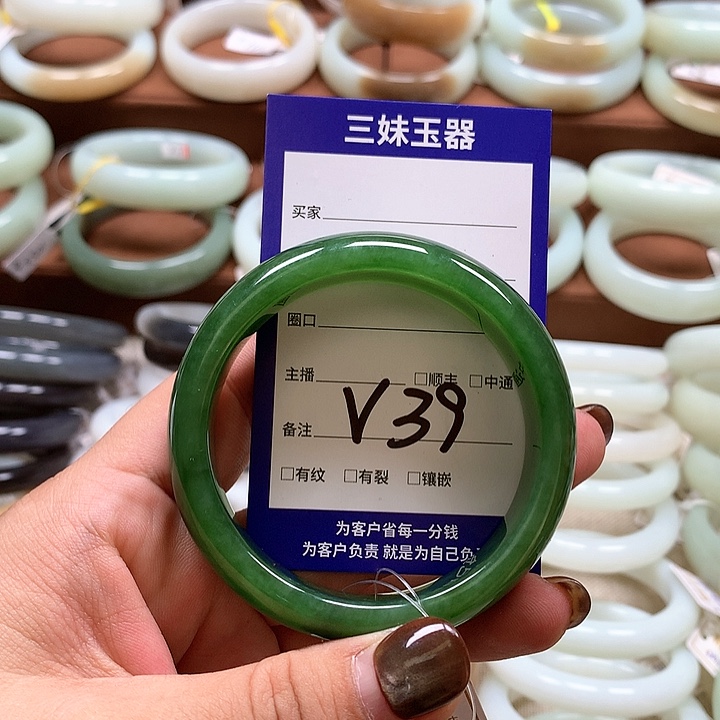 三妹玉器
买家
圈口
主播 □顺丰 □中通
V39
备注
□有纹 □有裂 □镶嵌
为客户省每一分钱
为客户负责 就是为自己负